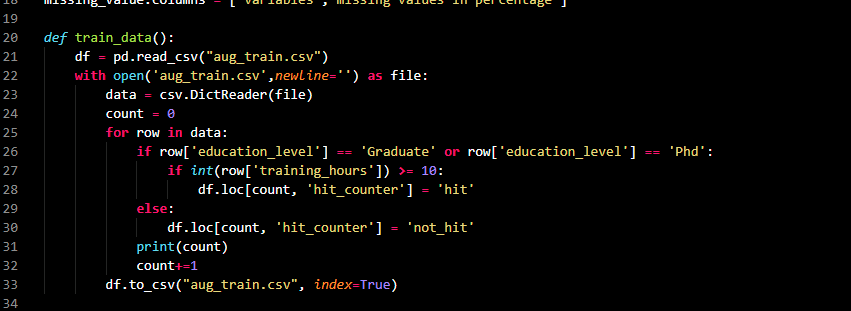 18 missing_value.columns = ['variables','missing values in percentage']
19
20 def train_data():
21 df = pd.read_csv("aug_train.csv")
22 with open('aug_train.csv',newline='') as file:
23 data = csv.DictReader(file)
24 count = 0
25 for row in data:
26 if row['education_level'] == 'Graduate' or row['education_level'] == 'Phd':
27 if int(row['training_hours']) >= 10:
28 df.loc[count, 'hit_counter'] = 'hit'
29 else:
30 df.loc[count, 'hit_counter'] = 'not_hit'
31 print(count)
32 count+=1
33 df.to_csv("aug_train.csv", index=True)
34